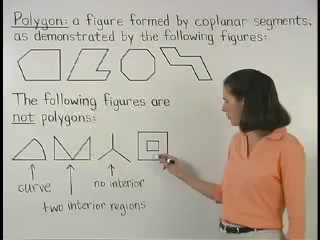 Polygon: a figure formed by coplanar segments,
as demonstrated by the following figures:
The following figures are
not polygons:
curve
no interior
two interior regions